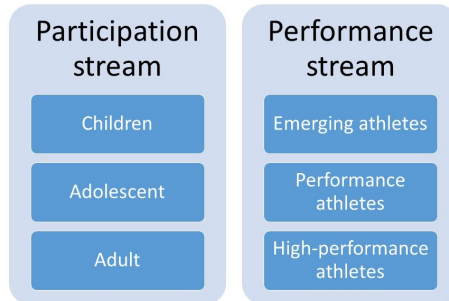 Participation
stream
Children
Adolescent
Adult
Performance
stream
Emerging athletes
Performance
athletes
High-performance
athletes